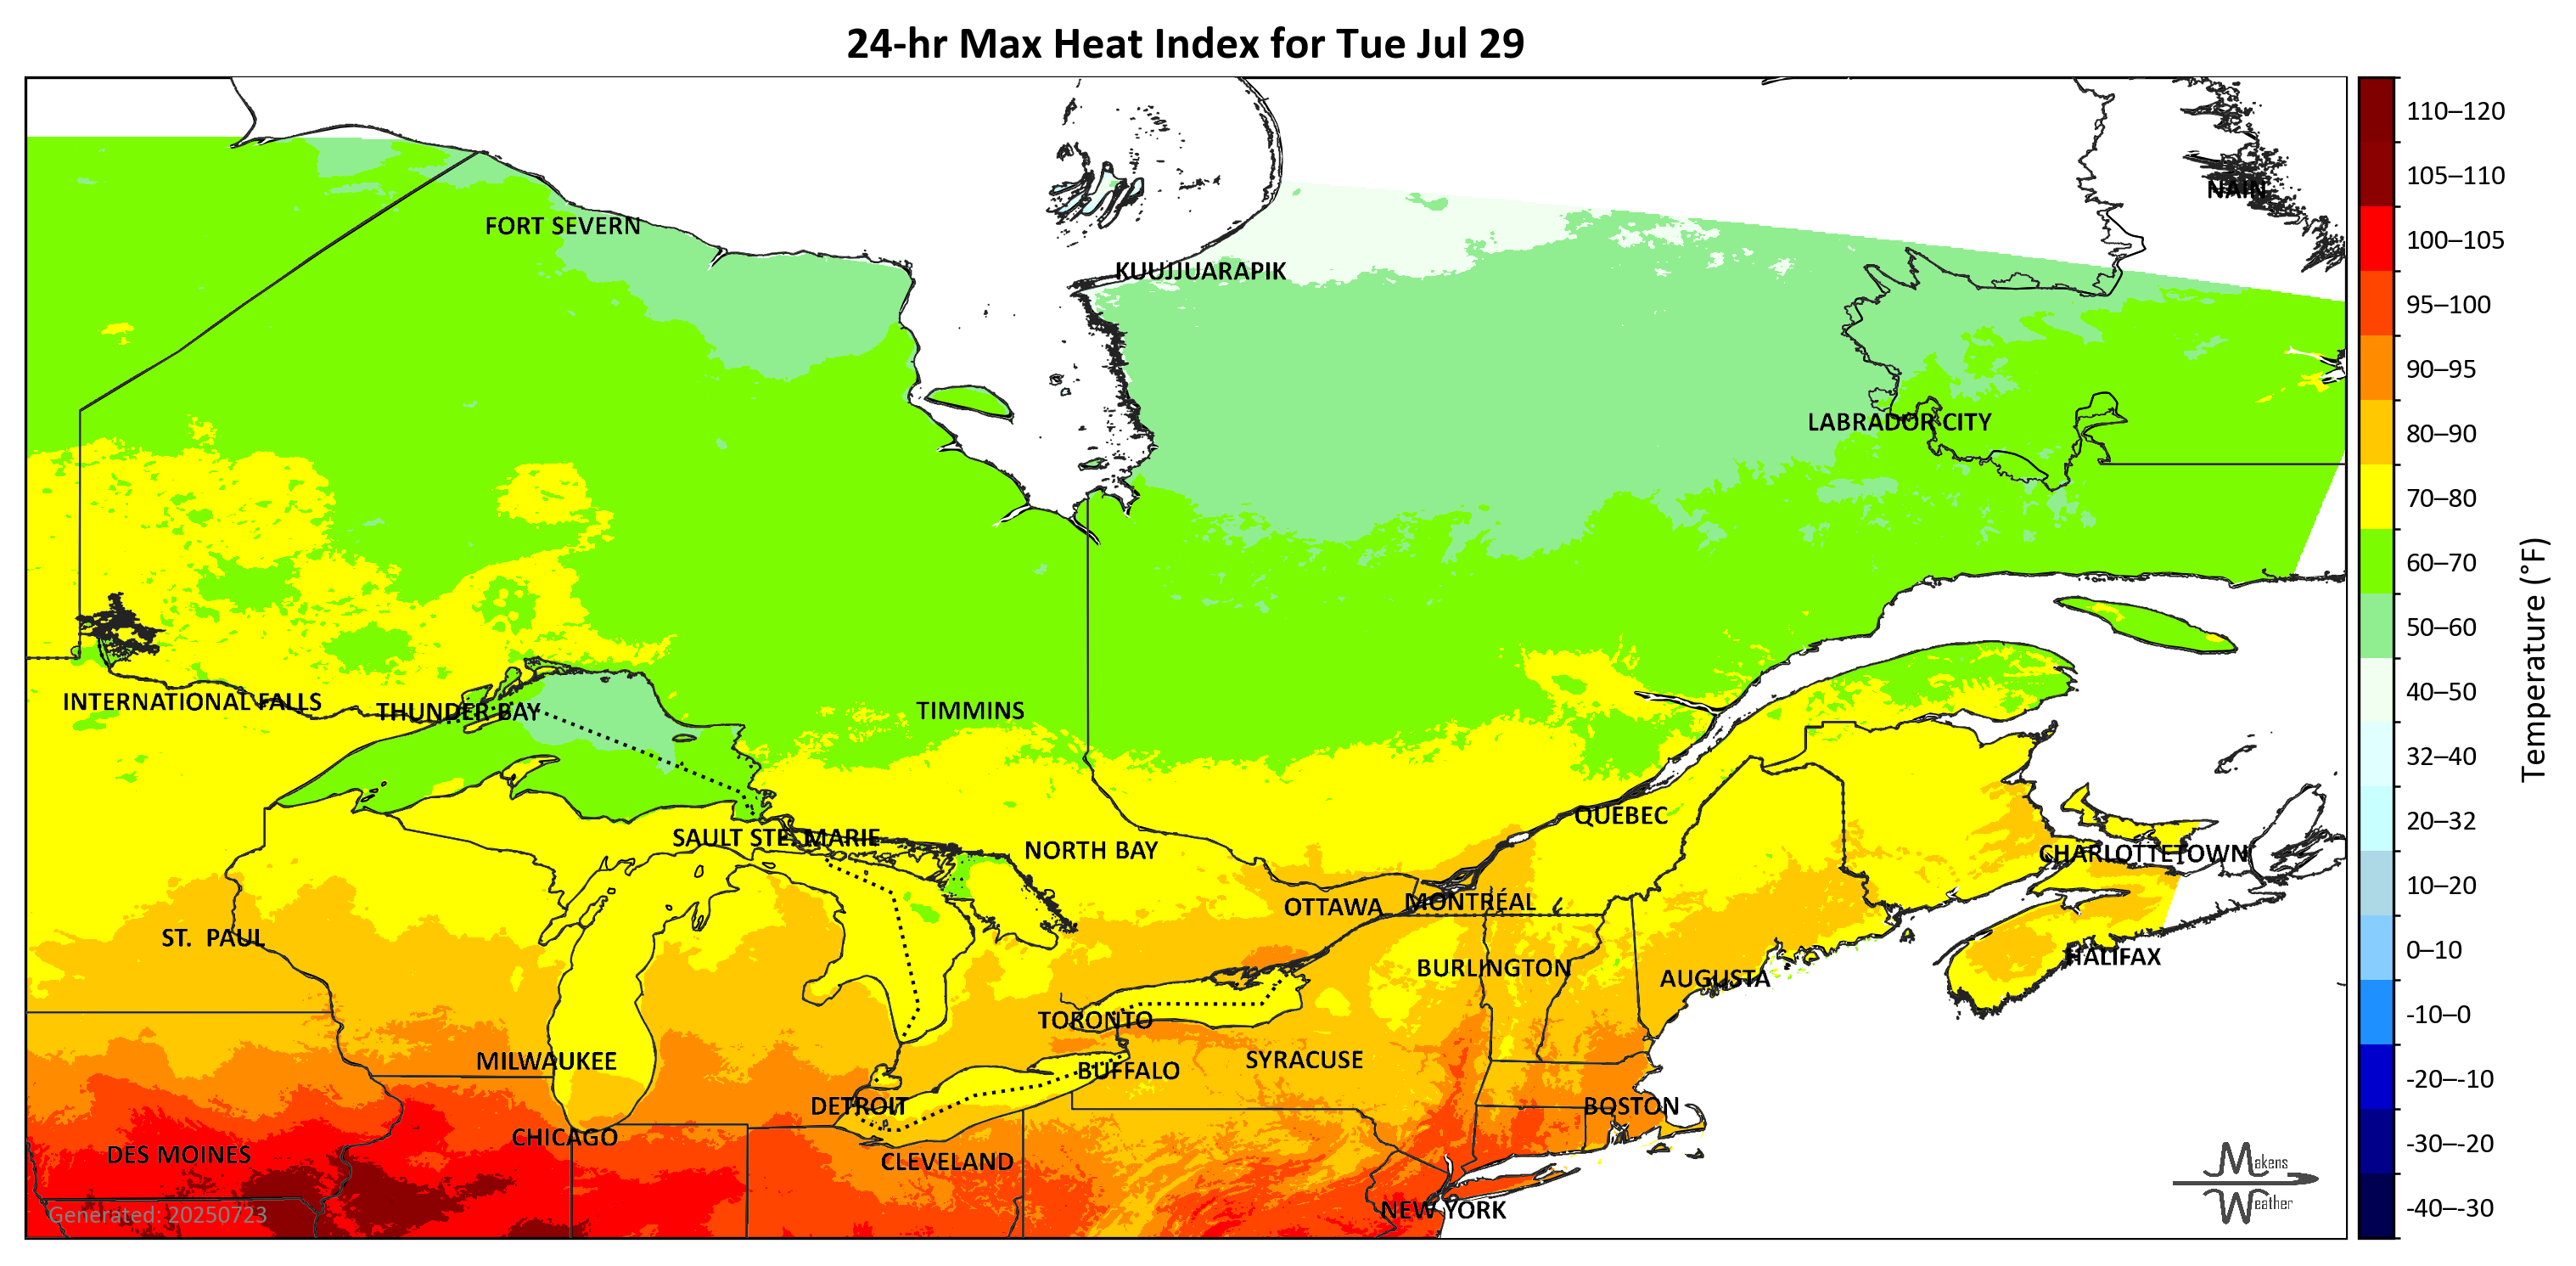 24-hr Max Heat Index for Tue Jul 29
NAIN
FORT SEVERN
KUUJJUARAPIK
LABRADOR CITY
INTERNATIONAL FALLS
THUNDER BAY
TIMMINS
QUEBEC
SAULT STE. MARIE
NORTH BAY
CHARLOTTETOWN
OTTAWA
MONTRÉAL
ST.  PAUL
HALIFAX
BURLINGTON
AUGUSTA
TORONTO
MILWAUKEE
BUFFALO
SYRACUSE
DETROIT
BOSTON
CHICAGO
DES MOINES
CLEVELAND
NEW YORK
Generated: 20250723
Makens
Weather
110–120
105–110
100–105
95–100
90–95
80–90
70–80
60–70
50–60
40–50
32–40
20–32
10–20
0–10
-10–0
-20–-10
-30–-20
-40–-30
Temperature (°F)